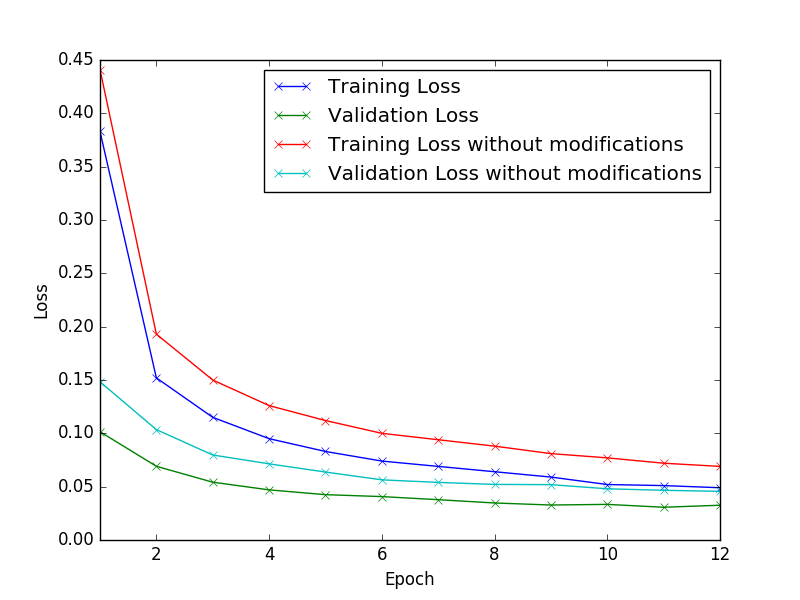 0.45
0.40
0.35
0.30
0.25
0.20
0.15
0.10
0.05
0.00
Loss
Training Loss
Validation Loss
Training Loss without modifications
Validation Loss without modifications
2 4 6 8 10 12
Epoch